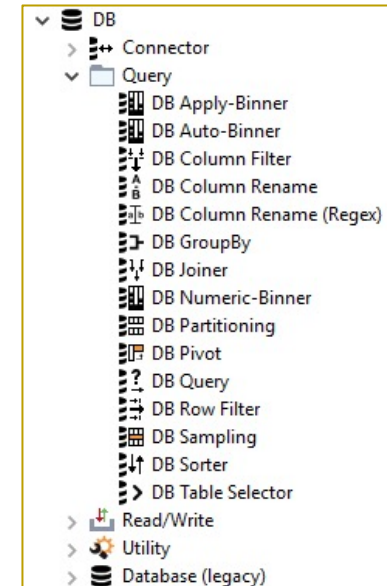 DB
Connector
Query
DB Apply-Binner
DB Auto-Binner
DB Column Filter
DB Column Rename
DB Column Rename (Regex)
DB GroupBy
DB Joiner
DB Numeric-Binner
DB Partitioning
DB Pivot
DB Query
DB Row Filter
DB Sampling
DB Sorter
DB Table Selector
Read/Write
Utility
Database (legacy)